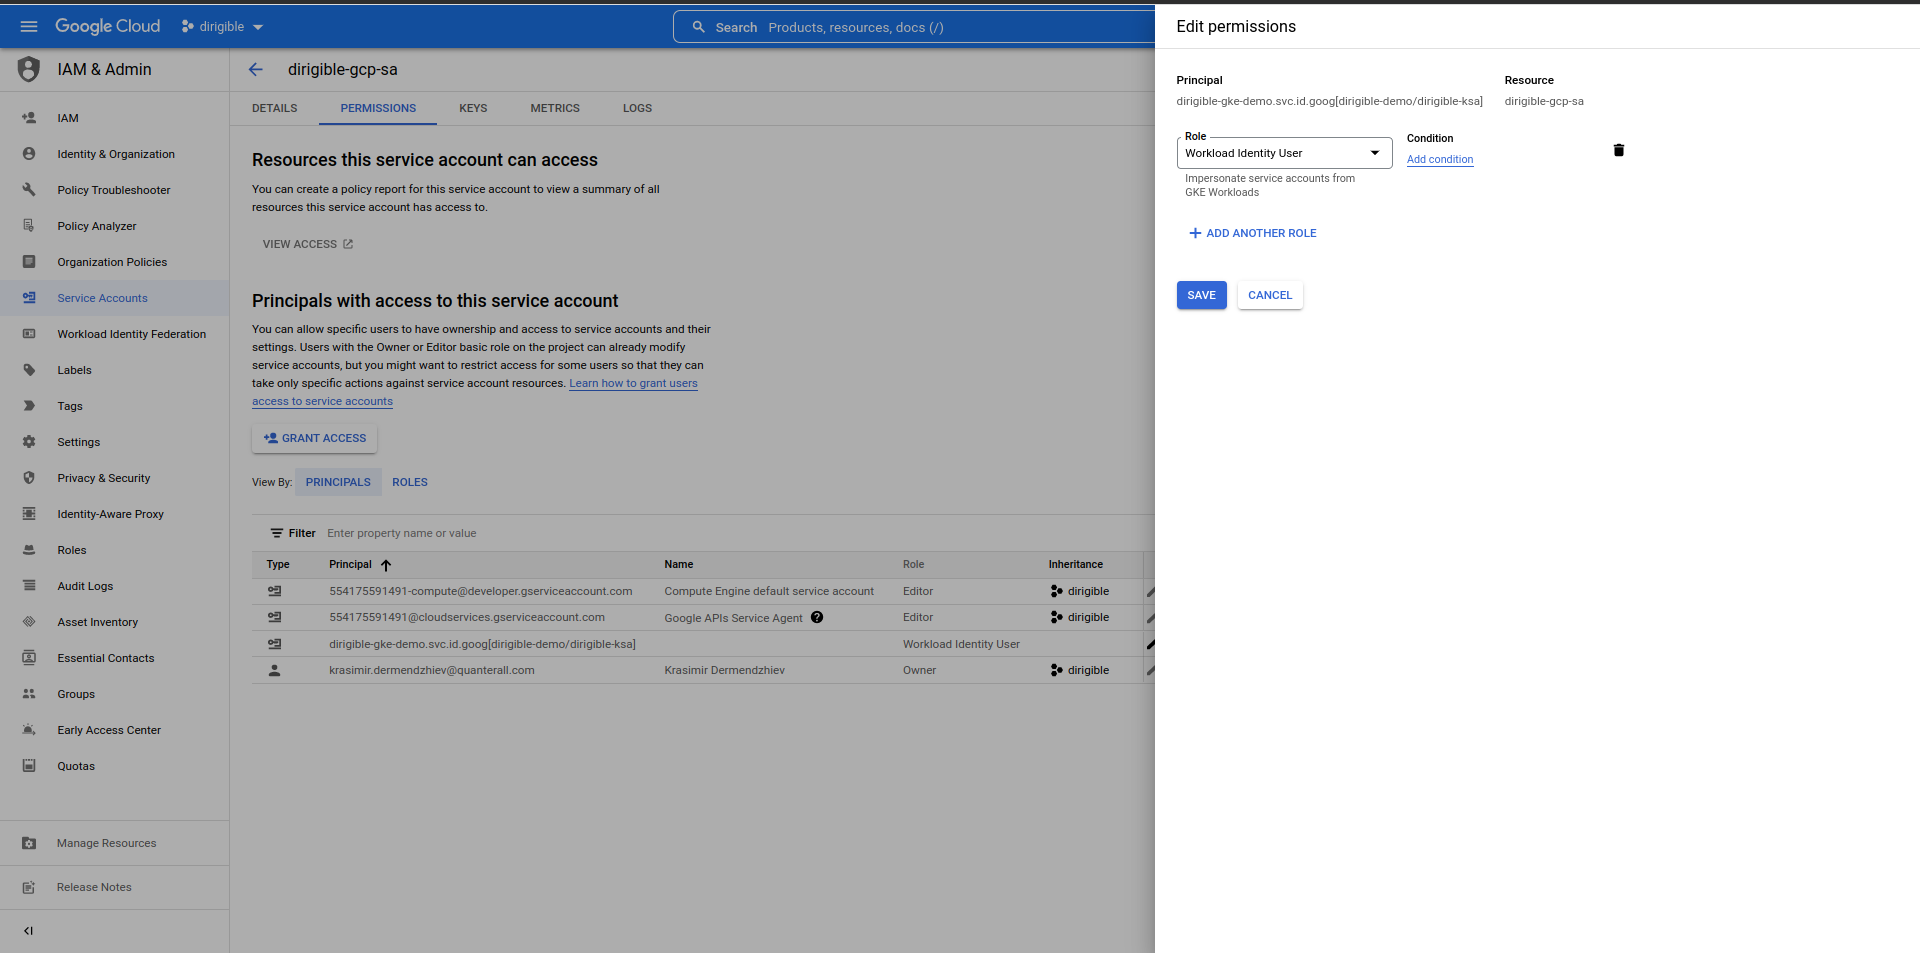 Google Cloud
dirigible
Search Products, resources, docs (/)
IAM & Admin
IAM
Identity & Organization
Policy Troubleshooter
Policy Analyzer
Organization Policies
Service Accounts
Workload Identity Federation
Labels
Tags
Settings
Privacy & Security
Identity-Aware Proxy
Roles
Audit Logs
Asset Inventory
Essential Contacts
Groups
Early Access Center
Quotas
Manage Resources
Release Notes
dirigible-gcp-sa
DETAILS PERMISSIONS KEYS METRICS LOGS
Resources this service account can access
You can create a policy report for this service account to view a summary of all
resources this service account has access to.
VIEW ACCESS
Principals with access to this service account
You can allow specific users to have ownership and access to service accounts and their
settings. Users with the Owner or Editor basic role on the project can already modify
service accounts, but you might want to restrict access for some users so that they can
take only specific actions against service account resources. Learn how to grant users
access to service accounts
GRANT ACCESS
View By: PRINCIPALS ROLES
Filter Enter property name or value
Type Principal Name Role Inheritance
554175591491-compute@developer.gserviceaccount.com Compute Engine default service account Editor dirigible
554175591491@cloudservices.gserviceaccount.com Google APIs Service Agent ? Editor dirigible
dirigible-gke-demo.svc.id.goog[dirigible-demo/dirigible-ksa] Workload Identity User
krasimir.dermendzhiev@quanterall.com Krasimir Dermendzhiev Owner dirigible
Edit permissions
Principal Resource
dirigible-gke-demo.svc.id.goog[dirigible-demo/dirigible-ksa] dirigible-gcp-sa
Role Condition
Workload Identity User Add condition
Impersonate service accounts from
GKE Workloads
ADD ANOTHER ROLE
SAVE CANCEL